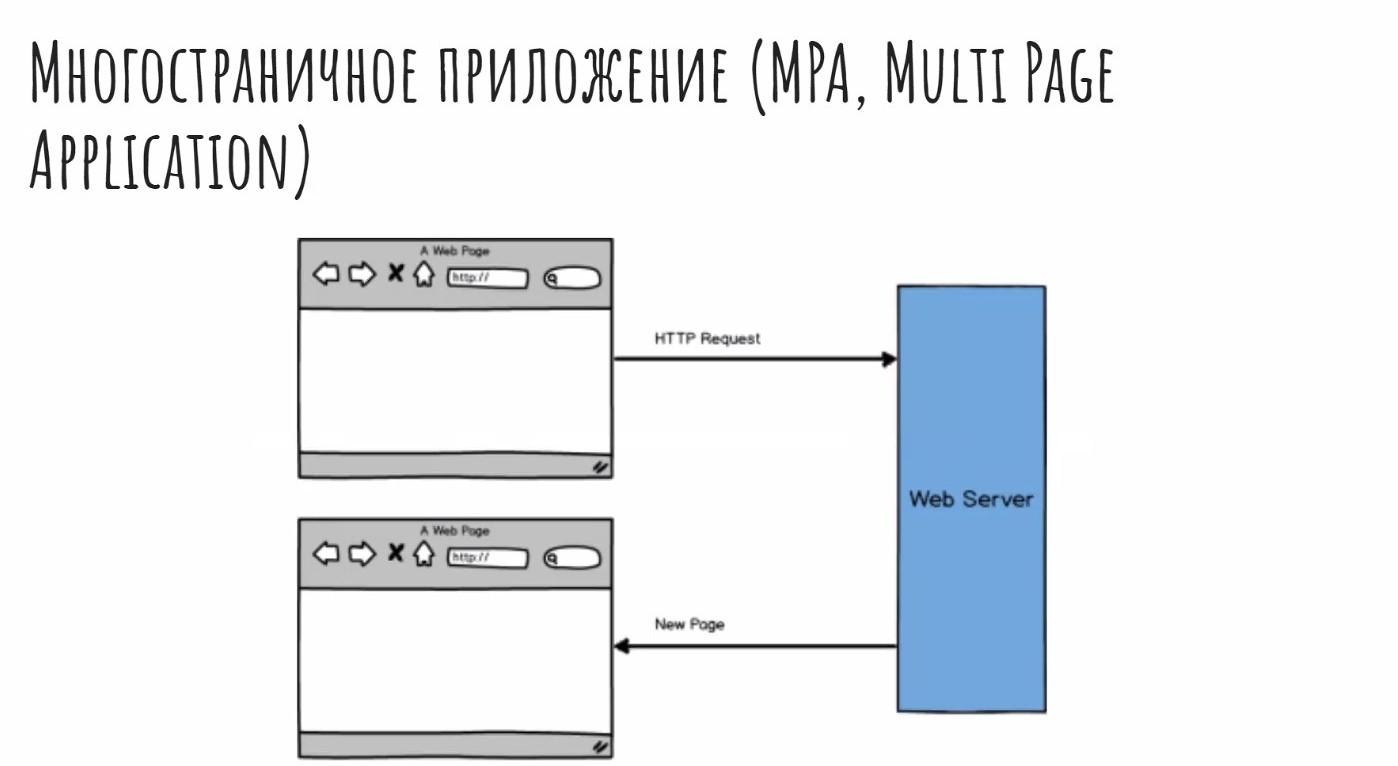 Многостраничное приложение (MPA, Multi Page
Application)
A Web Page
http://
HTTP Request
Web Server
A Web Page
http://
New Page